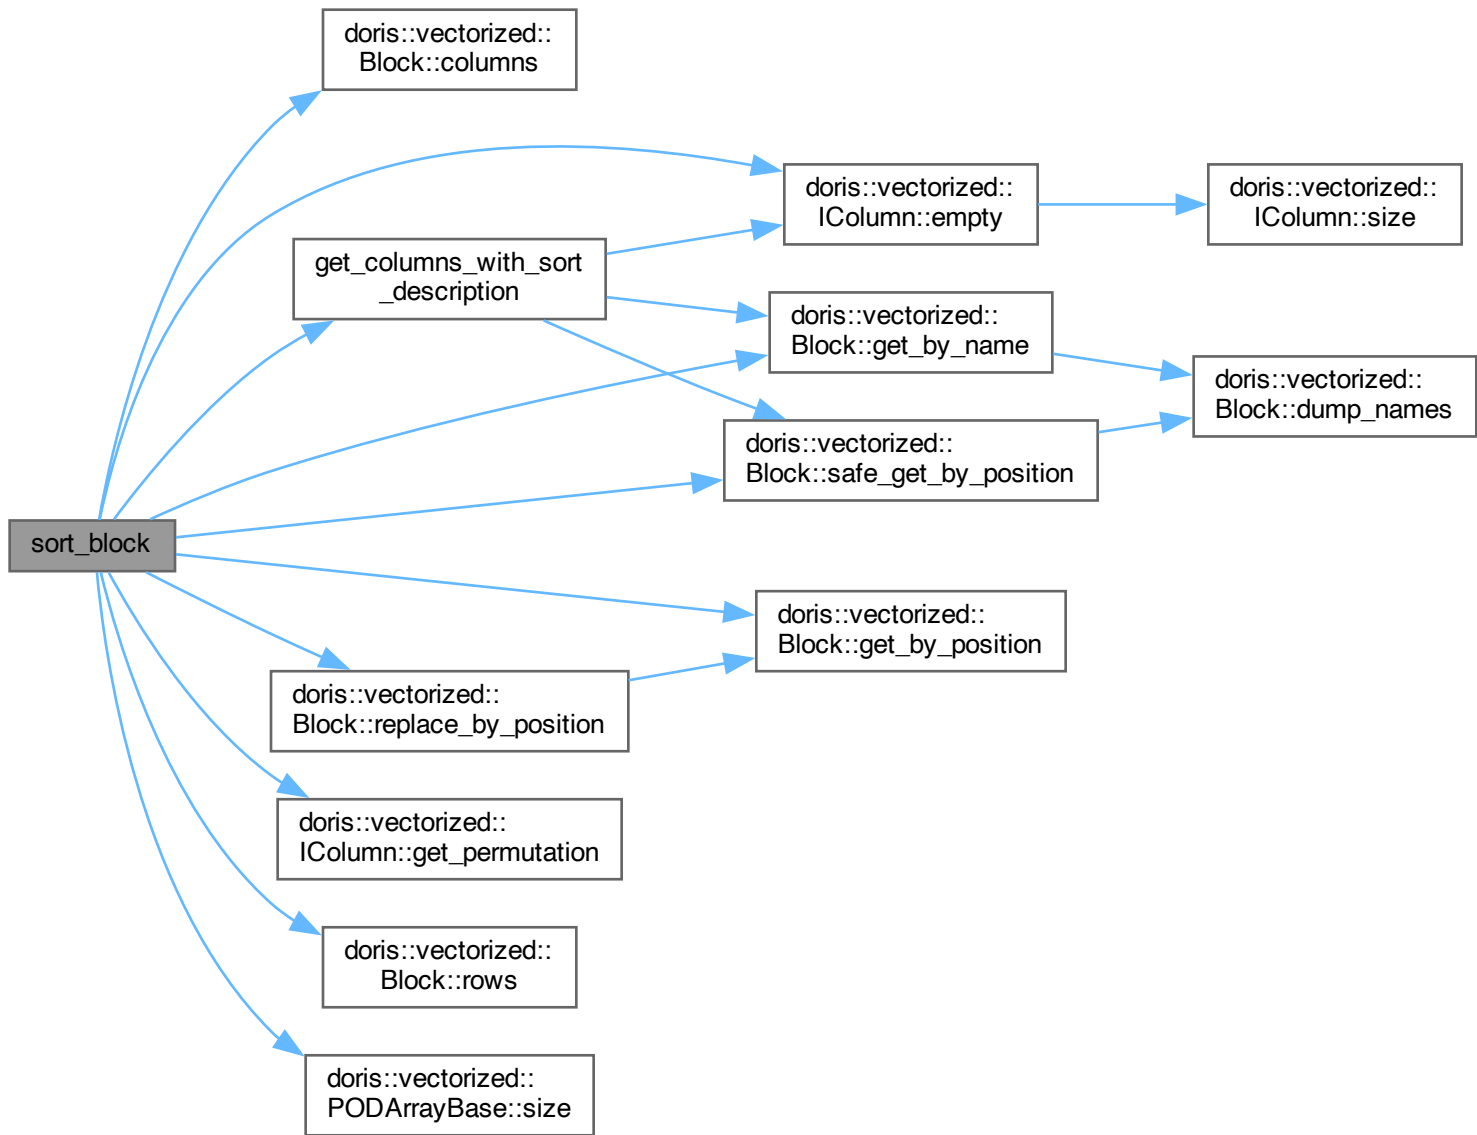 doris::vectorized::
Block::columns
doris::vectorized::
IColumn::empty
doris::vectorized::
IColumn::size
get_columns_with_sort
_description
doris::vectorized::
Block::get_by_name
doris::vectorized::
Block::dump_names
doris::vectorized::
Block::safe_get_by_position
sort_block
doris::vectorized::
Block::get_by_position
doris::vectorized::
Block::replace_by_position
doris::vectorized::
IColumn::get_permutation
doris::vectorized::
Block::rows
doris::vectorized::
PODArrayBase::size